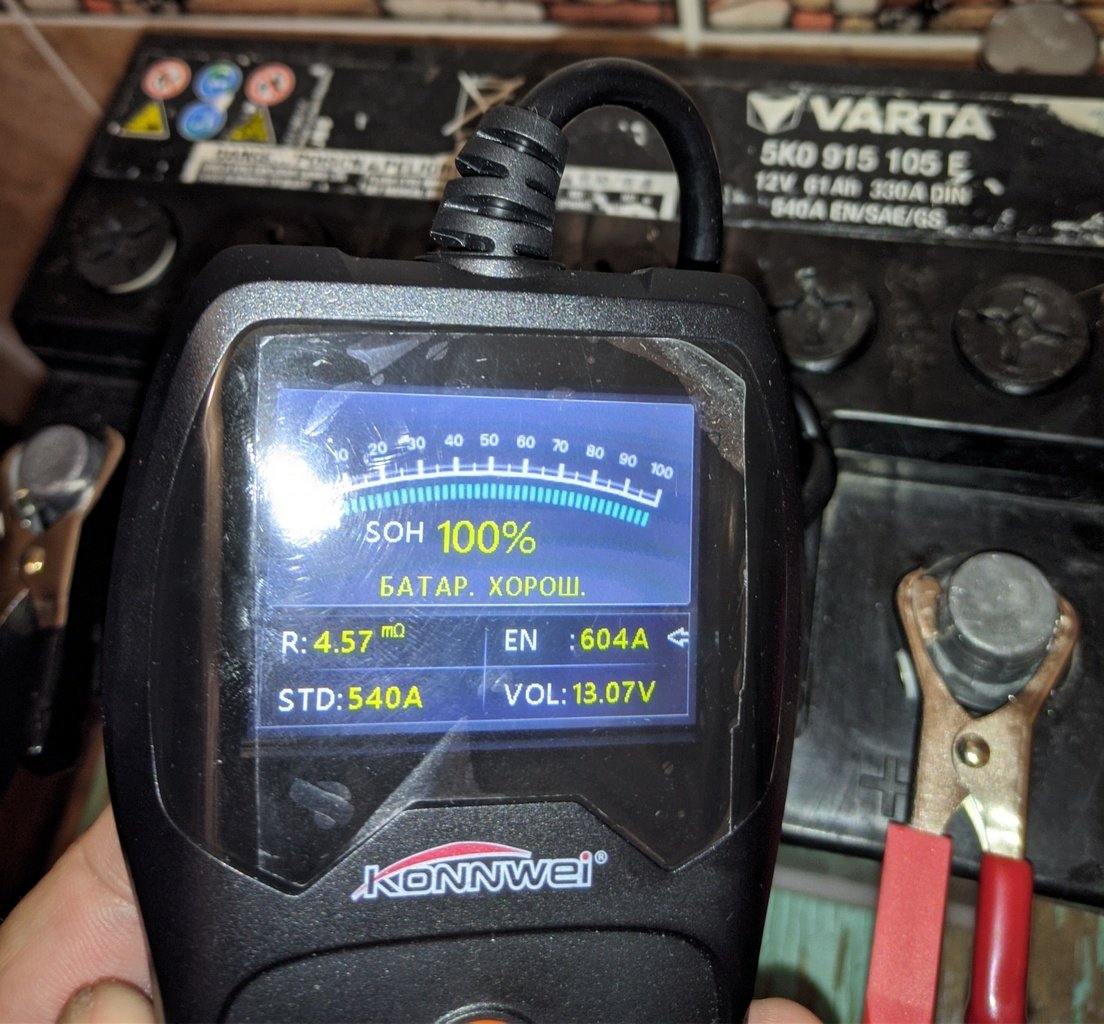 VARTA
5K0 915 105 E
12V 61Ah 330A DIN
540A EN/SAE/GS
10 20 30 40 50 60 70 80 90 100
SOH 100%
БАТАР. ХОРОШ.
R: 4.57 mΩ EN : 604A
STD: 540A VOL: 13.07V
KONNWEI®
+